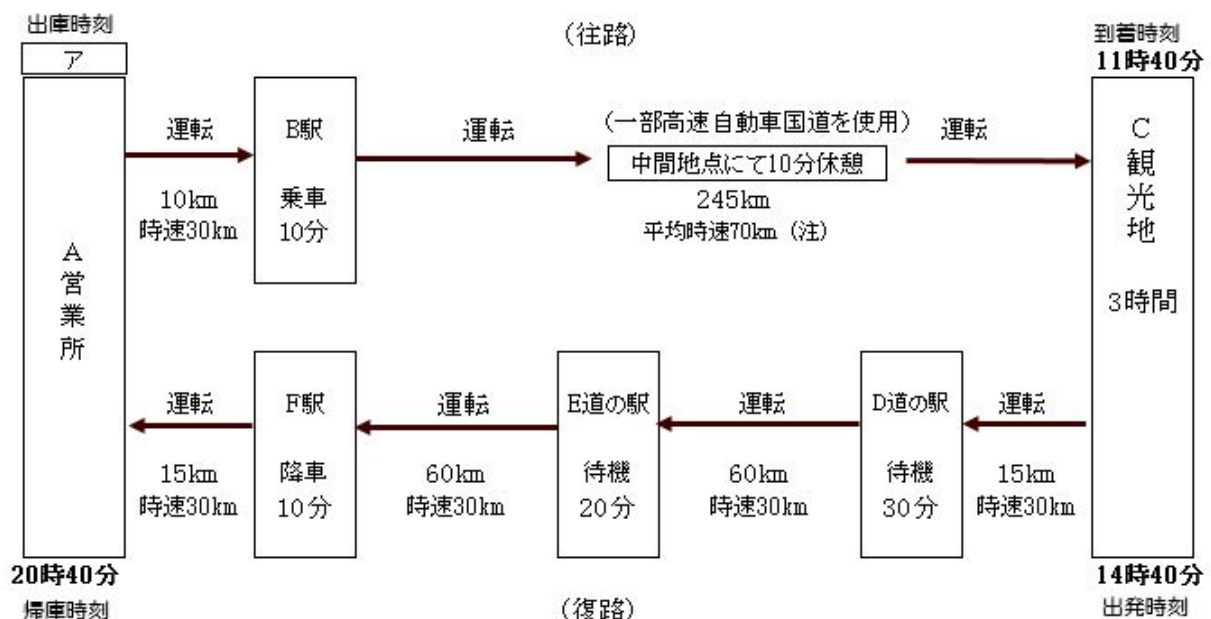 出庫時刻
ア
(往路)
到着時刻
11時40分
A営業所
運転
10km
時速30km
B駅
乗車
10分
運転
(一部高速自動車国道を使用)
中間地点にて10分休憩
245km
平均時速70km (注)
運転
C観光地
3時間
運転
15km
時速30km
F駅
降車
10分
運転
60km
時速30km
E道の駅
待機
20分
運転
60km
時速30km
D道の駅
待機
30分
運転
15km
時速30km
20時40分
帰庫時刻
(復路)
14時40分
出発時刻